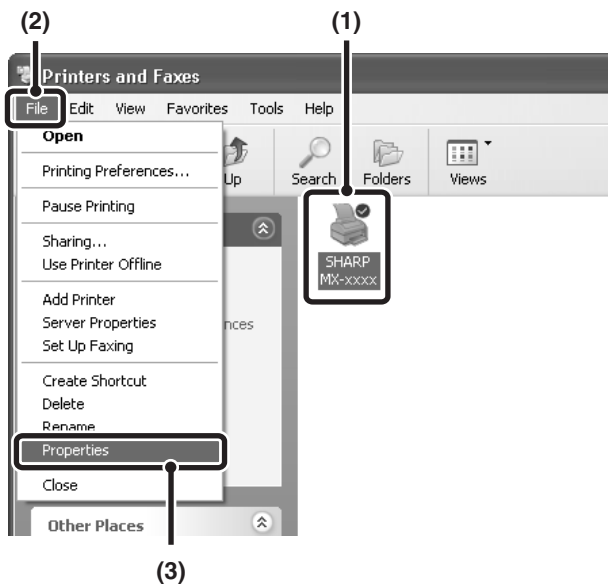 (2) (1)
Printers and Faxes
File Edit View Favorites Tools Help
Open
Printing Preferences...
Pause Printing
Sharing...
Use Printer Offline
Add Printer
Server Properties
Set Up Faxing
Create Shortcut
Delete
Rename
Properties
Close
Up Search Folders Views
SHARP
MX-xxxx
nces
Other Places
(3)